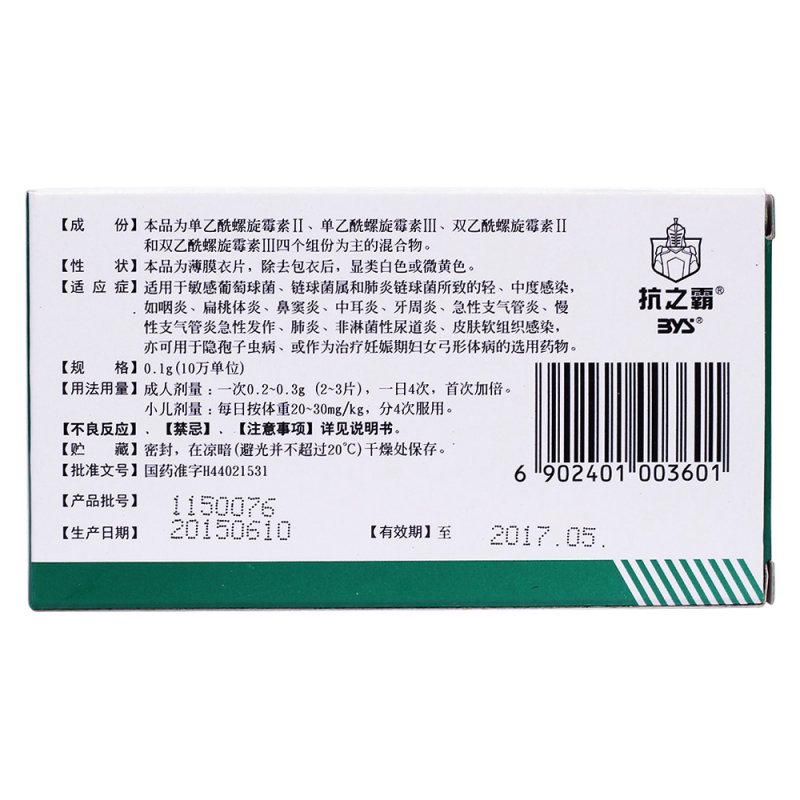 【成　份】本品为单乙酰螺旋霉素II、单乙酰螺旋霉素III、双乙酰螺旋霉素II
和双乙酰螺旋霉素III四个组份为主的混合物。
【性　状】本品为薄膜衣片，除去包衣后，显类白色或微黄色。
【适应症】适用于敏感葡萄球菌、链球菌属和肺炎链球菌所致的轻、中度感染，
如咽炎、扁桃体炎、鼻窦炎、中耳炎、牙周炎、急性支气管炎、慢
性支气管炎急性发作、肺炎、非淋菌性尿道炎、皮肤软组织感染，
亦可用于隐孢子虫病、或作为治疗妊娠期妇女弓形体病的选用药物。
【规　格】0.1g(10万单位)
【用法用量】成人剂量：一次0.2~0.3g (2~3片)，一日4次，首次加倍。
小儿剂量：每日按体重20~30mg/kg，分4次服用。
【不良反应】、【禁忌】、【注意事项】详见说明书。
【贮　藏】密封，在凉暗(避光并不超过20℃)干燥处保存。
【批准文号】国药准字H44021531
【产品批号】1150076
【生产日期】20150610
【有效期】至 2017.05.
抗之霸®
BYS®
6 902401 003601